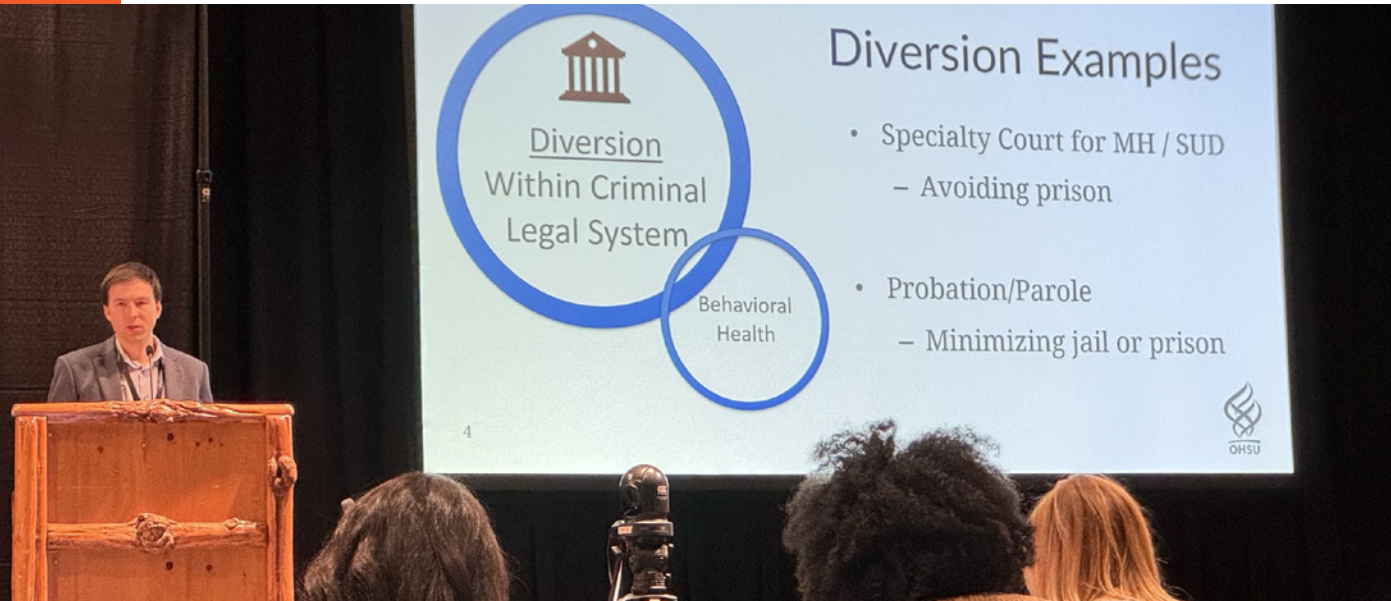 Diversion
Within Criminal
Legal System
Behavioral
Health
Diversion Examples
• Specialty Court for MH / SUD
– Avoiding prison
• Probation/Parole
– Minimizing jail or prison
4
OHSU